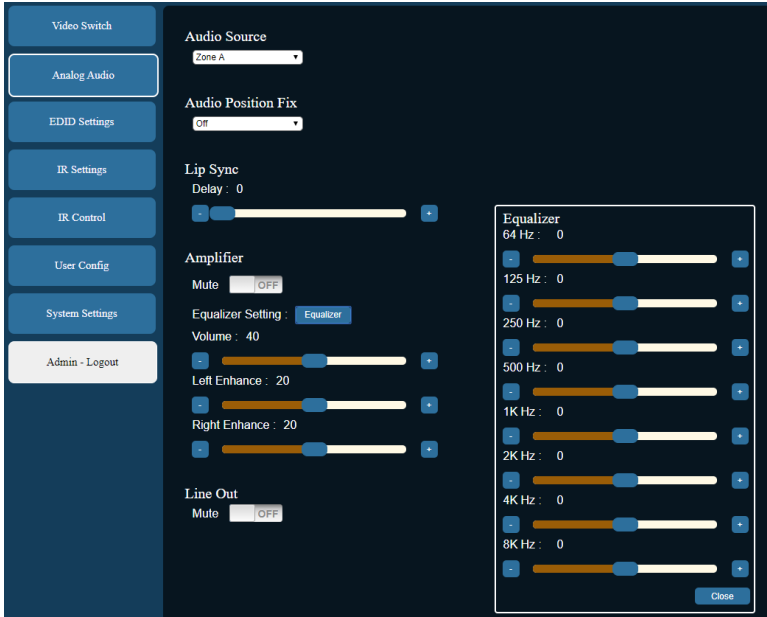 Video Switch
Analog Audio
EDID Settings
IR Settings
IR Control
User Config
System Settings
Admin - Logout
Audio Source
Zone A
Audio Position Fix
Off
Lip Sync
Delay : 0
- +
Amplifier
Mute OFF
Equalizer Setting : Equalizer
Volume : 40
- +
Left Enhance : 20
- +
Right Enhance : 20
- +
Line Out
Mute OFF
Equalizer
64 Hz : 0
- +
125 Hz : 0
- +
250 Hz : 0
- +
500 Hz : 0
- +
1K Hz : 0
- +
2K Hz : 0
- +
4K Hz : 0
- +
8K Hz : 0
- +
Close